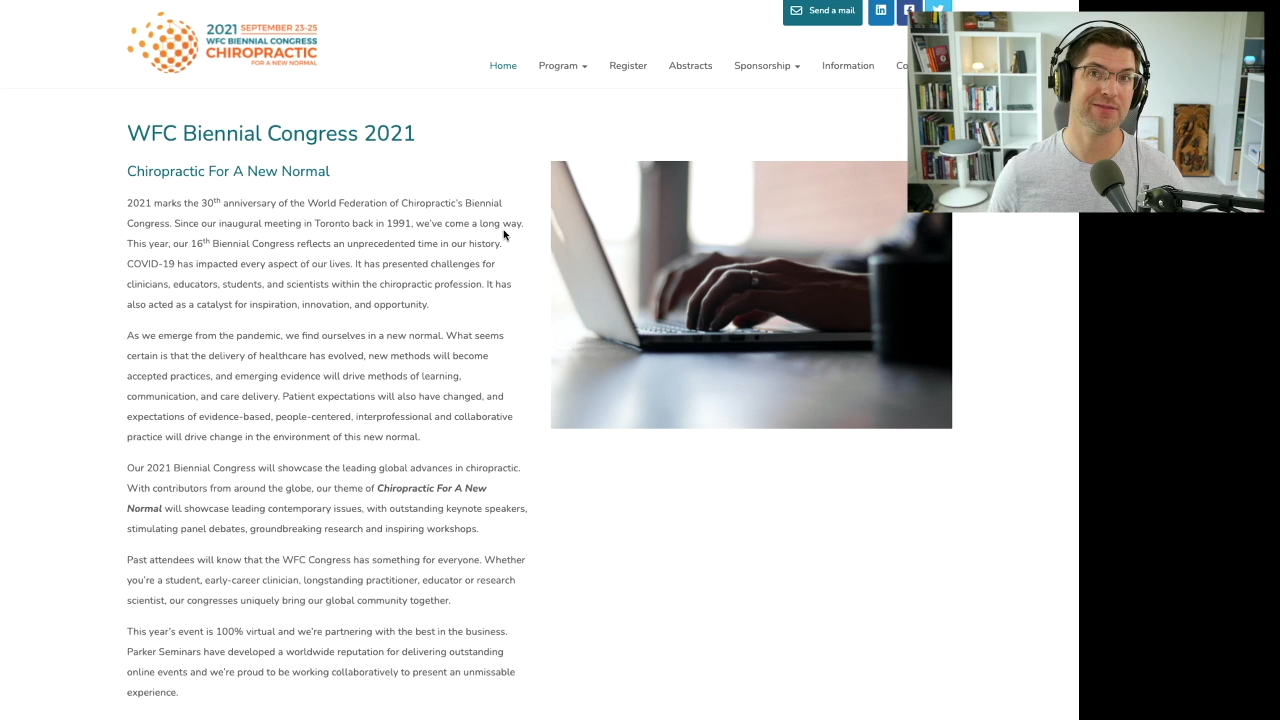 2021 SEPTEMBER 23-25
WFC BIENNIAL CONGRESS
CHIROPRACTIC
FOR A NEW NORMAL
Send a mail
Home Program Register Abstracts Sponsorship Information Co
WFC Biennial Congress 2021
Chiropractic For A New Normal
2021 marks the 30th anniversary of the World Federation of Chiropractic's Biennial
Congress. Since our inaugural meeting in Toronto back in 1991, we've come a long way.
This year, our 16th Biennial Congress reflects an unprecedented time in our history.
COVID-19 has impacted every aspect of our lives. It has presented challenges for
clinicians, educators, students, and scientists within the chiropractic profession. It has
also acted as a catalyst for inspiration, innovation, and opportunity.
As we emerge from the pandemic, we find ourselves in a new normal. What seems
certain is that the delivery of healthcare has evolved, new methods will become
accepted practices, and emerging evidence will drive methods of learning,
communication, and care delivery. Patient expectations will also have changed, and
expectations of evidence-based, people-centered, interprofessional and collaborative
practice will drive change in the environment of this new normal.
Our 2021 Biennial Congress will showcase the leading global advances in chiropractic.
With contributors from around the globe, our theme of Chiropractic For A New
Normal will showcase leading contemporary issues, with outstanding keynote speakers,
stimulating panel debates, groundbreaking research and inspiring workshops.
Past attendees will know that the WFC Congress has something for everyone. Whether
you're a student, early-career clinician, longstanding practitioner, educator or research
scientist, our congresses uniquely bring our global community together.
This year's event is 100% virtual and we're partnering with the best in the business.
Parker Seminars have developed a worldwide reputation for delivering outstanding
online events and we're proud to be working collaboratively to present an unmissable
experience.